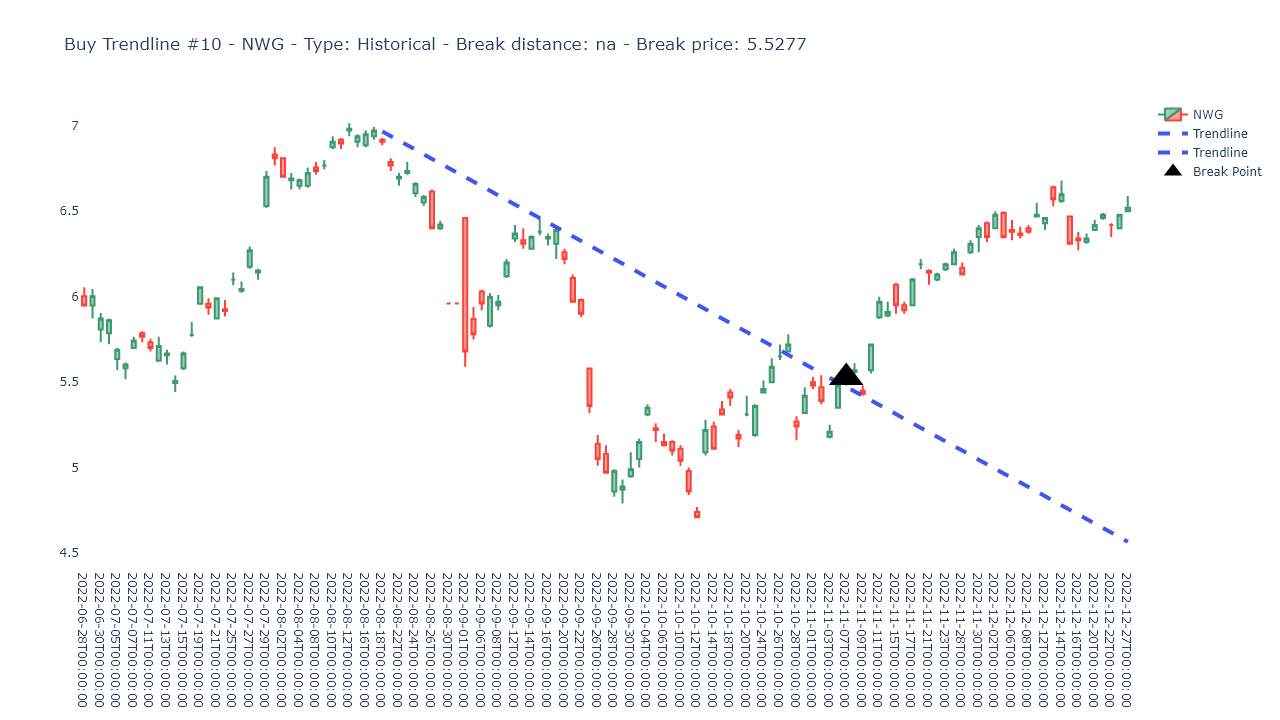 Buy Trendline #10 - NWG - Type: Historical - Break distance: na - Break price: 5.5277
NWG
Trendline
Trendline
Break Point
7
6.5
6
5.5
5
4.5
2022-06-28T00:00:00
2022-06-30T00:00:00
2022-07-05T00:00:00
2022-07-07T00:00:00
2022-07-11T00:00:00
2022-07-13T00:00:00
2022-07-15T00:00:00
2022-07-19T00:00:00
2022-07-21T00:00:00
2022-07-25T00:00:00
2022-07-27T00:00:00
2022-07-29T00:00:00
2022-08-02T00:00:00
2022-08-04T00:00:00
2022-08-08T00:00:00
2022-08-10T00:00:00
2022-08-12T00:00:00
2022-08-16T00:00:00
2022-08-18T00:00:00
2022-08-22T00:00:00
2022-08-24T00:00:00
2022-08-26T00:00:00
2022-08-30T00:00:00
2022-09-01T00:00:00
2022-09-06T00:00:00
2022-09-08T00:00:00
2022-09-12T00:00:00
2022-09-14T00:00:00
2022-09-16T00:00:00
2022-09-20T00:00:00
2022-09-22T00:00:00
2022-09-26T00:00:00
2022-09-28T00:00:00
2022-09-30T00:00:00
2022-10-04T00:00:00
2022-10-06T00:00:00
2022-10-10T00:00:00
2022-10-12T00:00:00
2022-10-14T00:00:00
2022-10-18T00:00:00
2022-10-20T00:00:00
2022-10-24T00:00:00
2022-10-26T00:00:00
2022-10-28T00:00:00
2022-11-01T00:00:00
2022-11-03T00:00:00
2022-11-07T00:00:00
2022-11-09T00:00:00
2022-11-11T00:00:00
2022-11-15T00:00:00
2022-11-17T00:00:00
2022-11-21T00:00:00
2022-11-23T00:00:00
2022-11-28T00:00:00
2022-11-30T00:00:00
2022-12-02T00:00:00
2022-12-06T00:00:00
2022-12-08T00:00:00
2022-12-12T00:00:00
2022-12-14T00:00:00
2022-12-16T00:00:00
2022-12-20T00:00:00
2022-12-22T00:00:00
2022-12-27T00:00:00